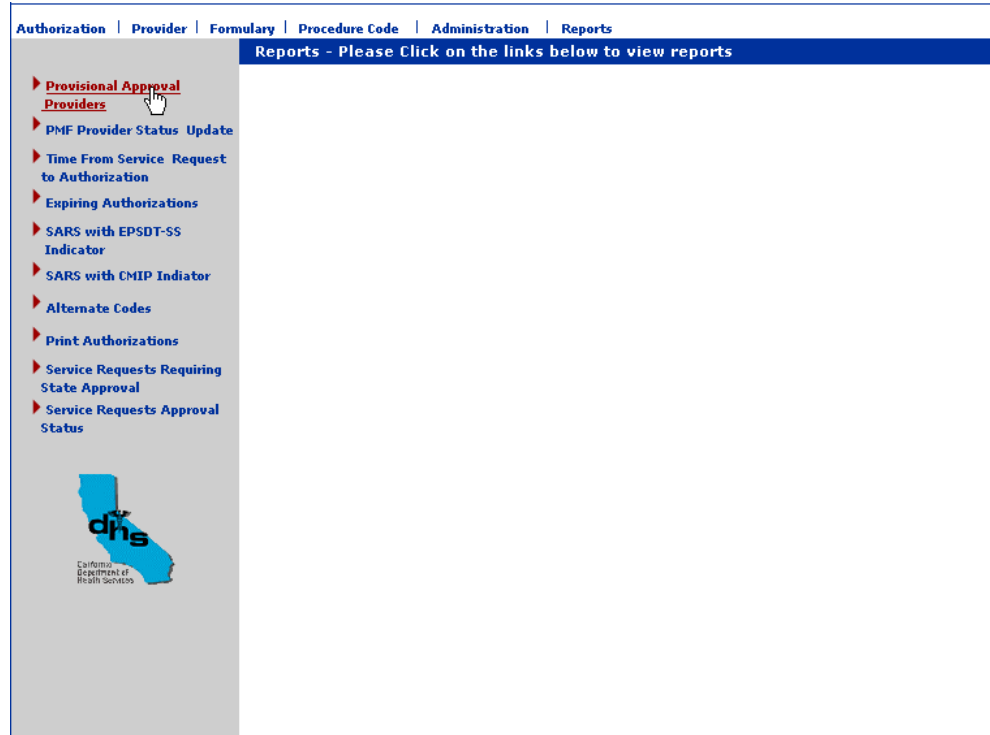 Authorization | Provider | Formulary | Procedure Code | Administration | Reports
Reports - Please Click on the links below to view reports
Provisional Approval
Providers
PMF Provider Status Update
Time From Service Request
to Authorization
Expiring Authorizations
SARS with EPSDT-SS
Indicator
SARS with CMIP Indiator
Alternate Codes
Print Authorizations
Service Requests Requiring
State Approval
Service Requests Approval
Status
dhs
California
Department of
Health Services